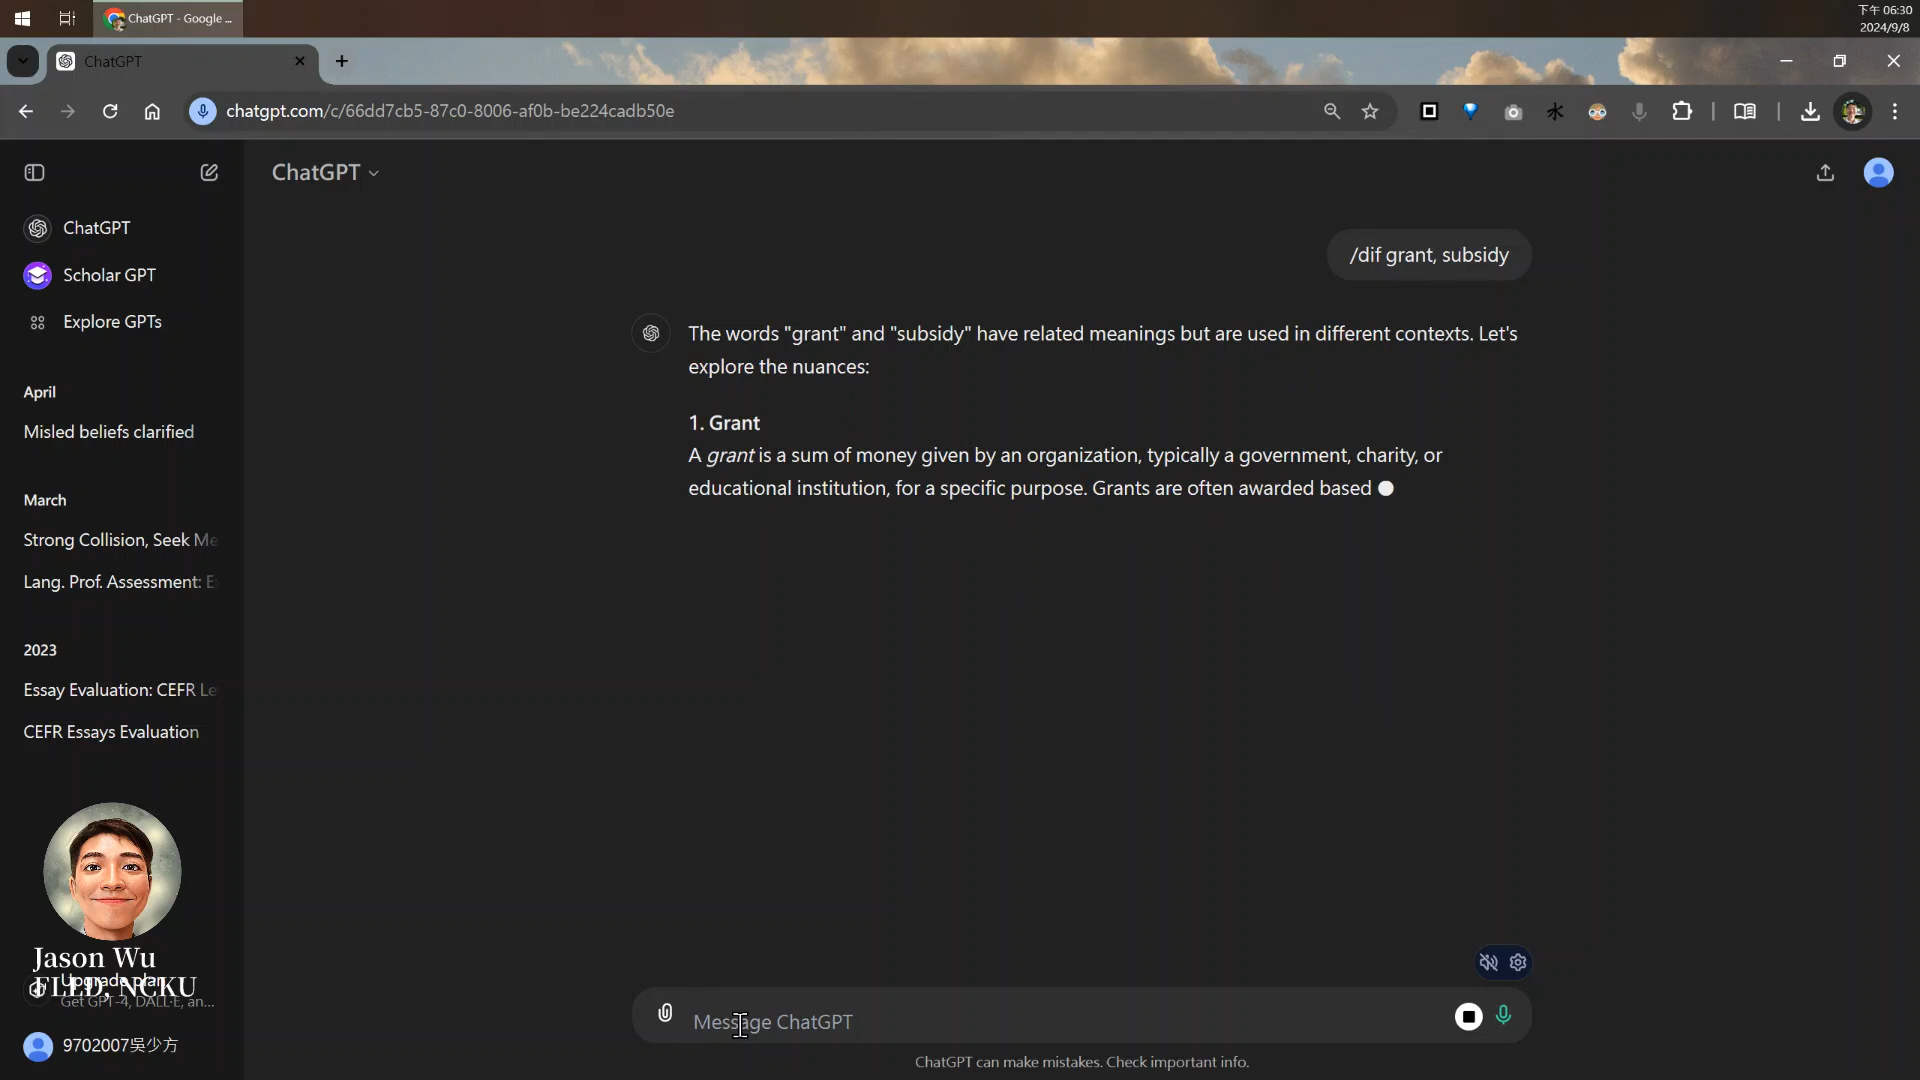 ChatGPT - Google ...
下午 06:30
2024/9/8
ChatGPT
chatgpt.com/c/66dd7cb5-87c0-8006-af0b-be224cadb50e
ChatGPT
ChatGPT
Scholar GPT
Explore GPTs
April
Misled beliefs clarified
March
Strong Collision, Seek Me
Lang. Prof. Assessment: E
2023
Essay Evaluation: CEFR Le
CEFR Essays Evaluation
Jason Wu
FLLD, NCKU
Upgrade plan
Get GPT-4, DALL·E, an...
9702007吳少方
/dif grant, subsidy
The words "grant" and "subsidy" have related meanings but are used in different contexts. Let's
explore the nuances:
1. Grant
A grant is a sum of money given by an organization, typically a government, charity, or
educational institution, for a specific purpose. Grants are often awarded based
Message ChatGPT
ChatGPT can make mistakes. Check important info.